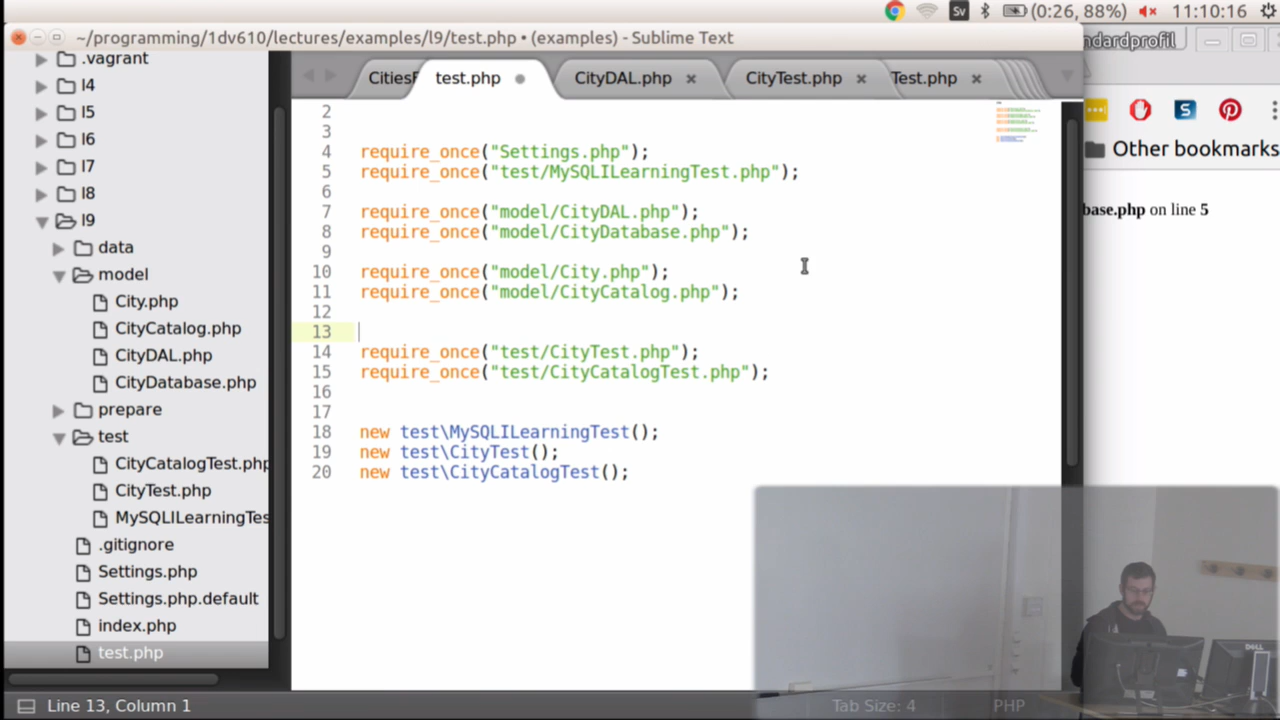 Sv
(0:26, 88%)
11:10:16
~/programming/1dv610/lectures/examples/l9/test.php • (examples) - Sublime Text
ndardprofil
.vagrant
l4
l5
l6
l7
l8
l9
data
model
City.php
CityCatalog.php
CityDAL.php
CityDatabase.php
prepare
test
CityCatalogTest.php
CityTest.php
MySQLILearningTes
.gitignore
Settings.php
Settings.php.default
index.php
test.php
Cities
test.php
CityDAL.php
CityTest.php
Test.php
2
3
4 require_once("Settings.php");
5 require_once("test/MySQLILearningTest.php");
6
7 require_once("model/CityDAL.php");
8 require_once("model/CityDatabase.php");
9
10 require_once("model/City.php");
11 require_once("model/CityCatalog.php");
12
13
14 require_once("test/CityTest.php");
15 require_once("test/CityCatalogTest.php");
16
17
18 new test\MySQLILearningTest();
19 new test\CityTest();
20 new test\CityCatalogTest();
Other bookmarks
base.php on line 5
DELL
Line 13, Column 1
Tab Size: 4
PHP